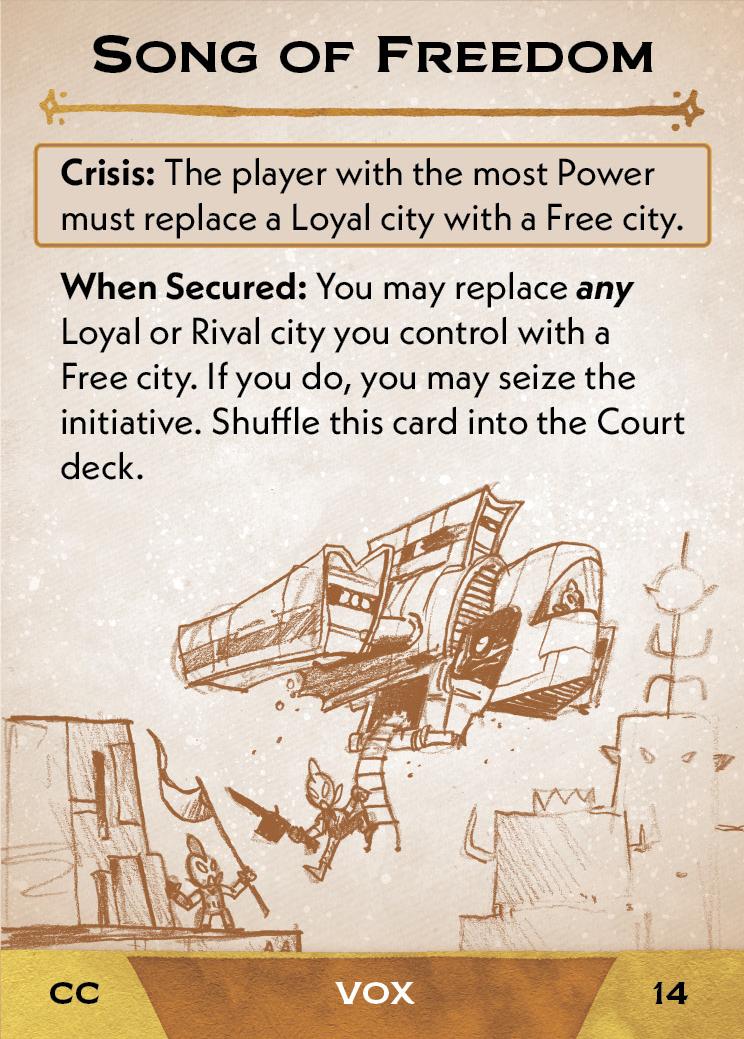 Song of Freedom
Crisis: The player with the most Power
must replace a Loyal city with a Free city.
When Secured: You may replace any
Loyal or Rival city you control with a
Free city. If you do, you may seize the
initiative. Shuffle this card into the Court
deck.
CC VOX 14